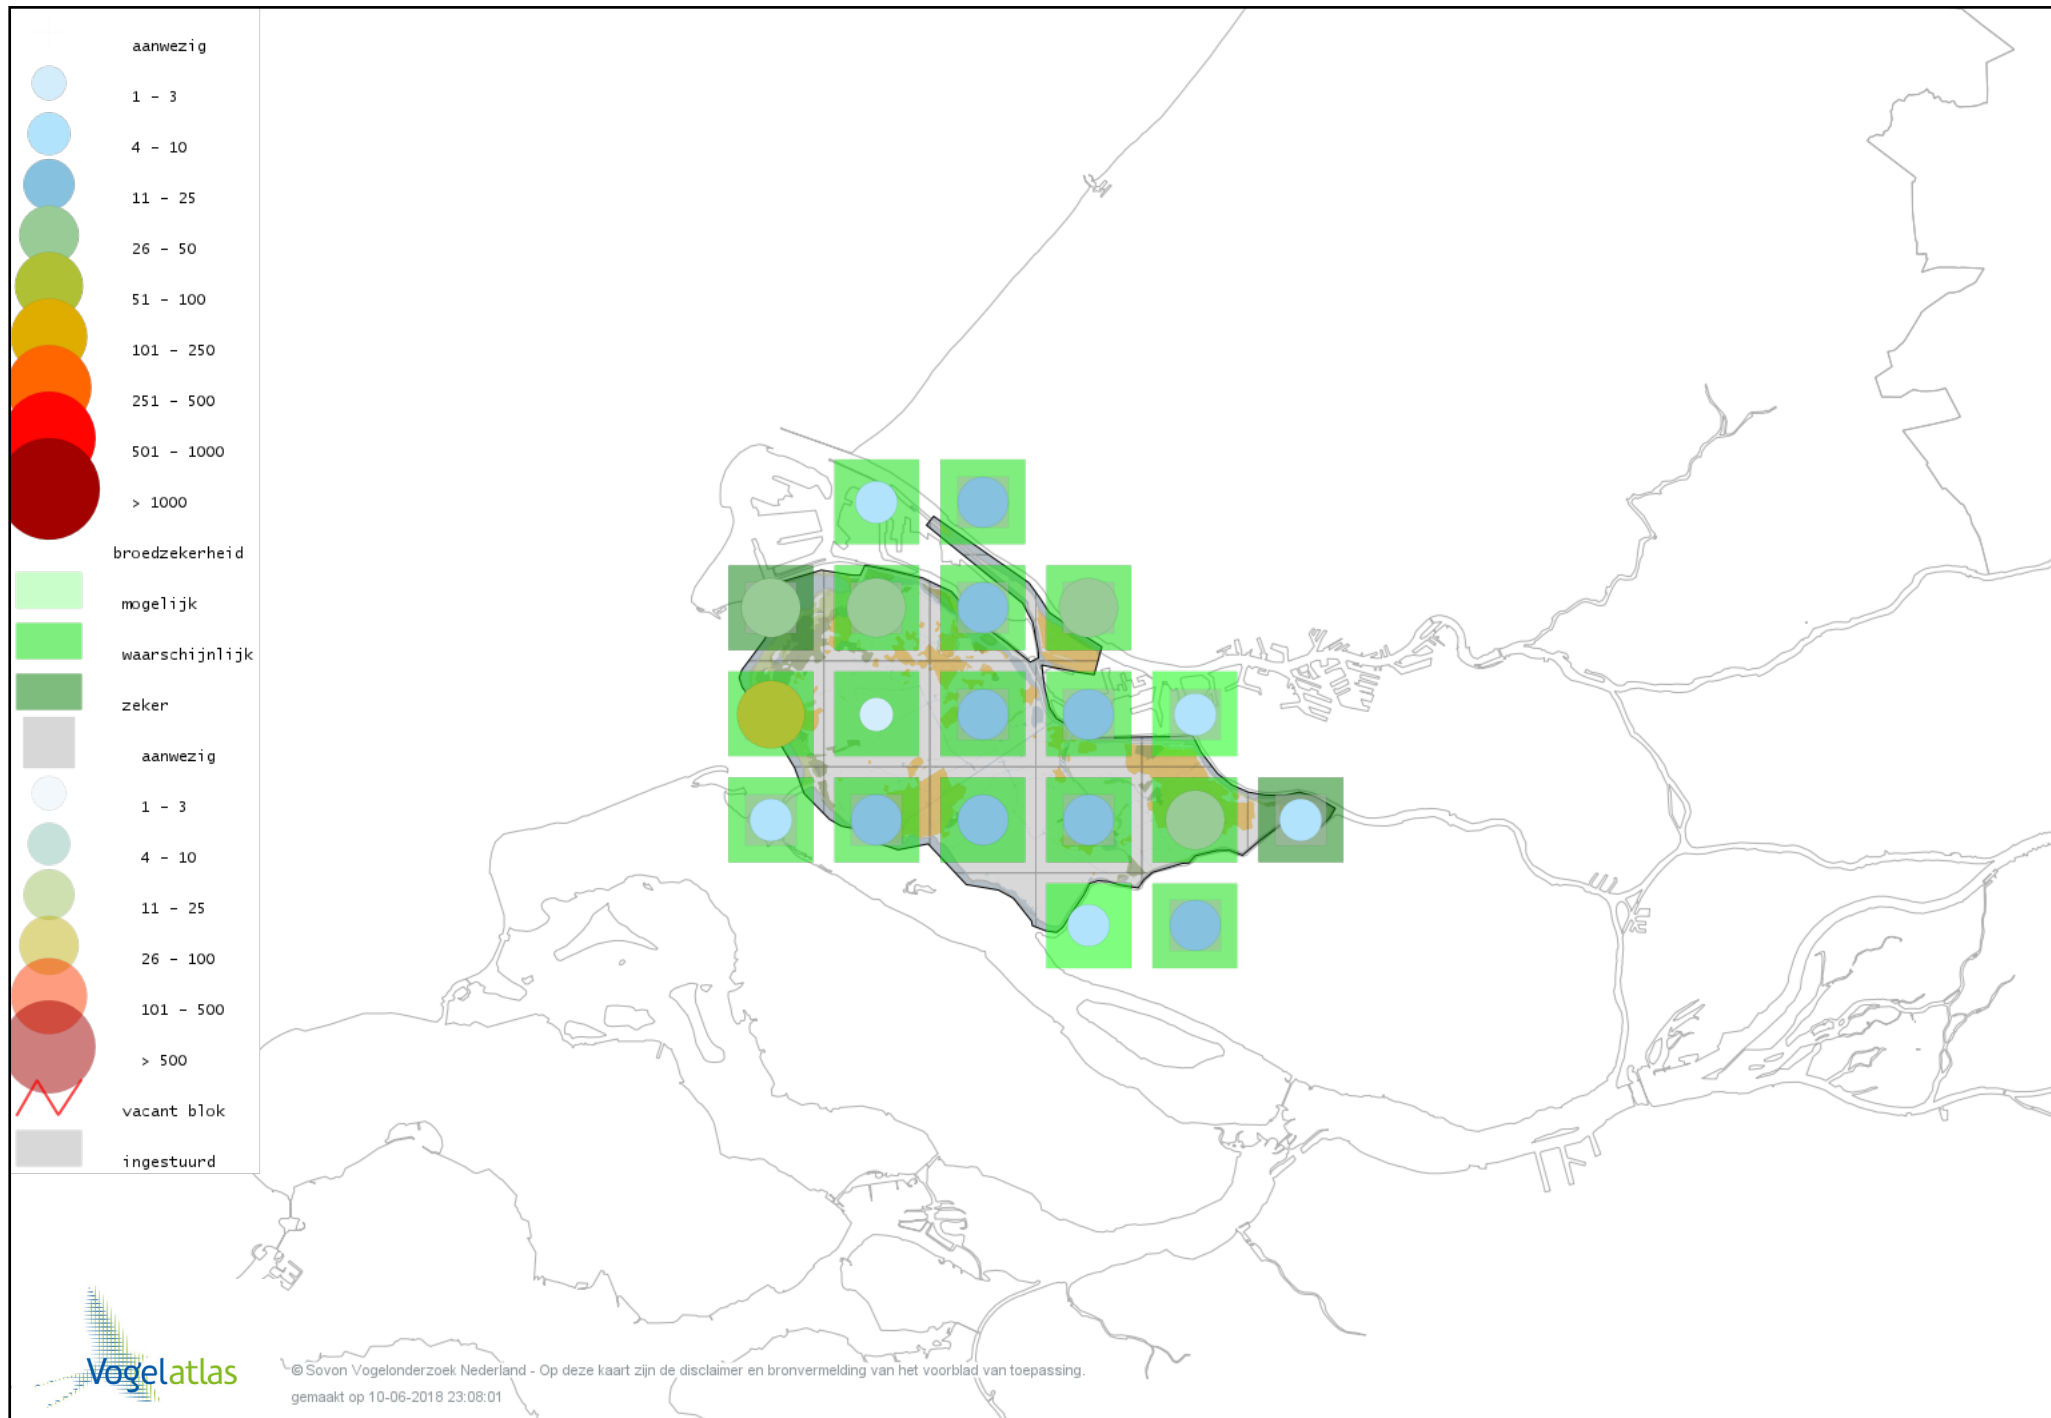 aanwezig
1 - 3
4 - 10
11 - 25
26 - 50
51 - 100
101 - 250
251 - 500
501 - 1000
> 1000
broedzekerheid
mogelijk
waarschijnlijk
zeker
aanwezig
1 - 3
4 - 10
11 - 25
26 - 100
101 - 500
> 500
vacant blok
ingestuurd
Vogelatlas
© Sovon Vogelonderzoek Nederland - Op deze kaart zijn de disclaimer en bronvermelding van het voorblad van toepassing.
gemaakt op 10-06-2018 23:08:01